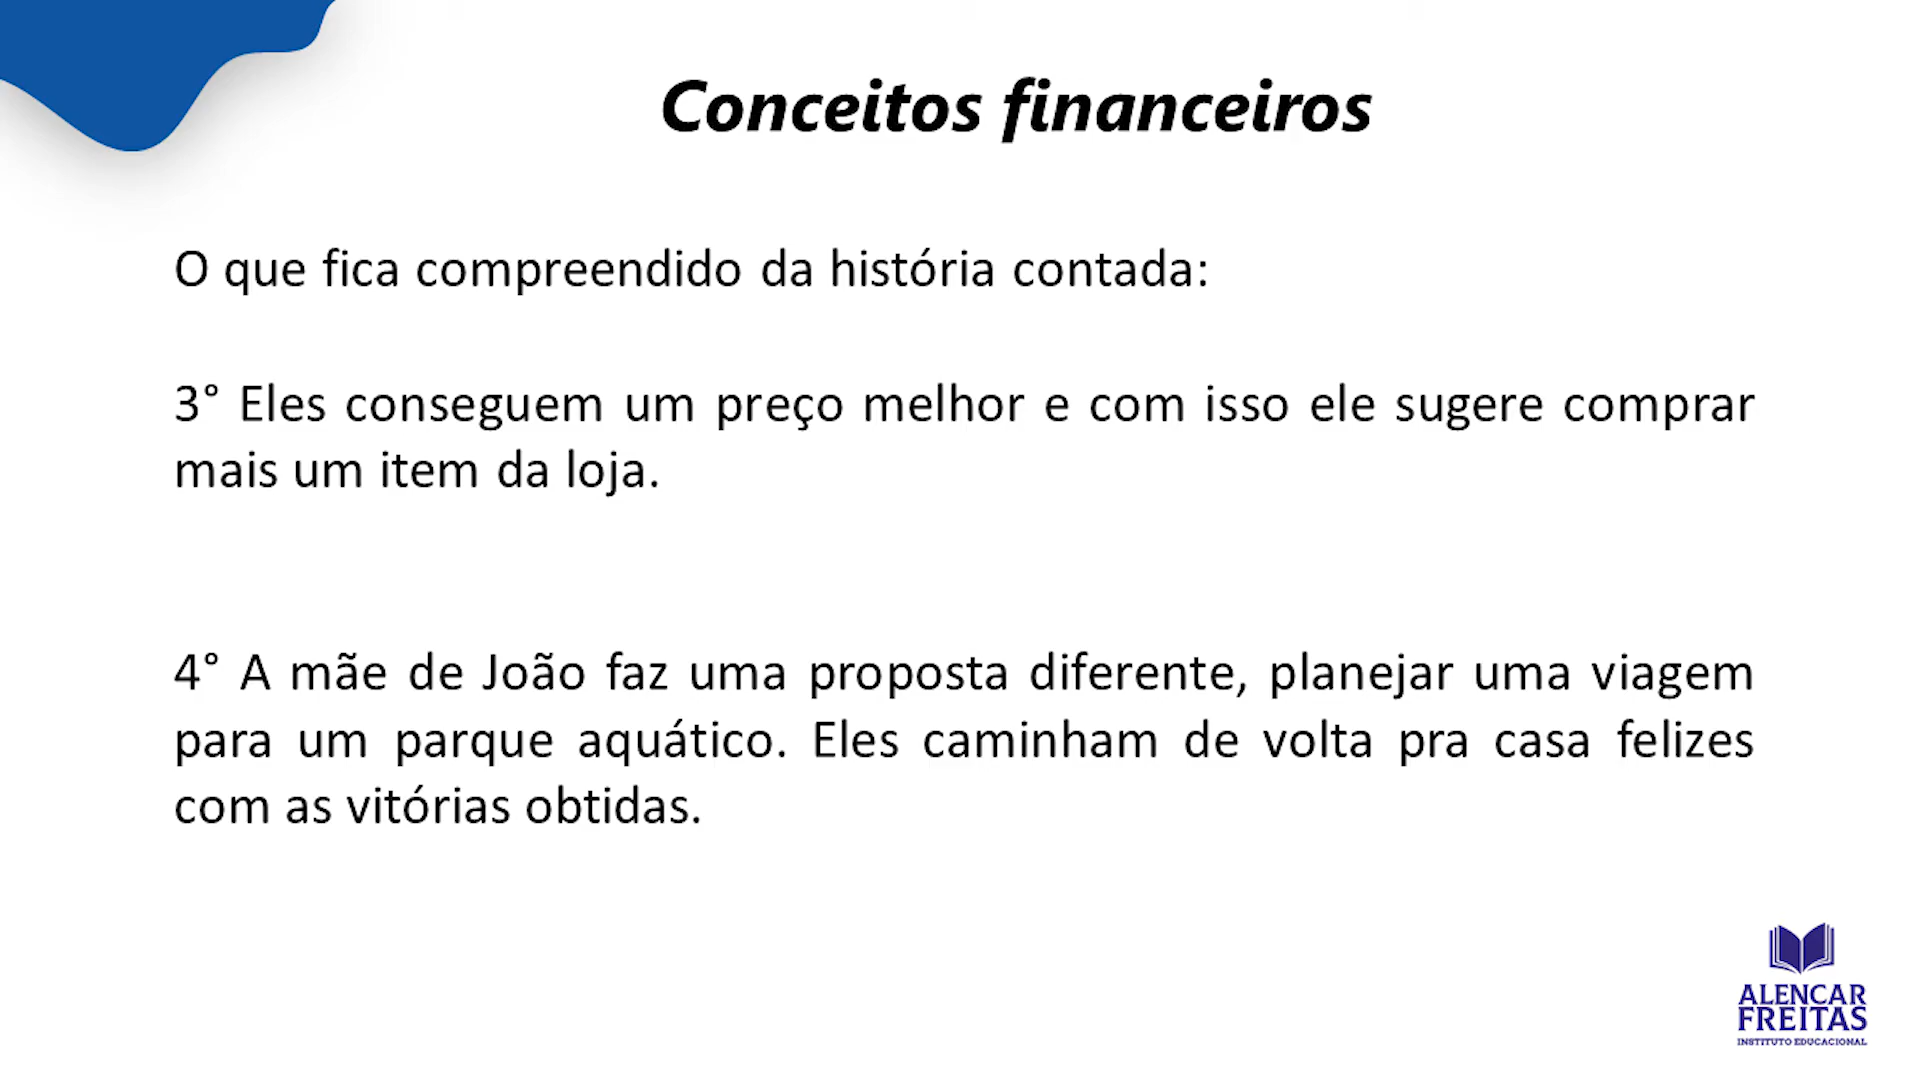 Conceitos financeiros
O que fica compreendido da história contada:
3° Eles conseguem um preço melhor e com isso ele sugere comprar
mais um item da loja.
4° A mãe de João faz uma proposta diferente, planejar uma viagem
para um parque aquático. Eles caminham de volta pra casa felizes
com as vitórias obtidas.
ALENCAR
FREITAS
INSTITUTO EDUCACIONAL